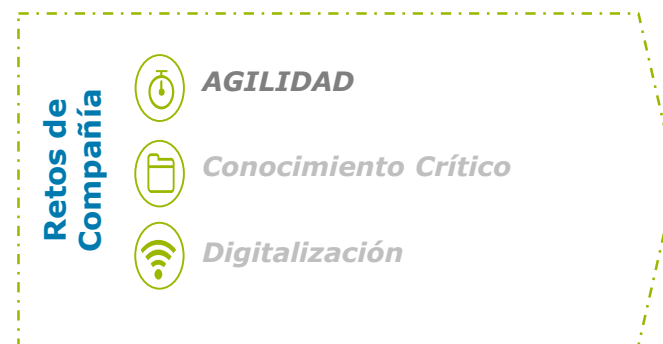 Retos de
Compañía
AGILIDAD
Conocimiento Crítico
Digitalización